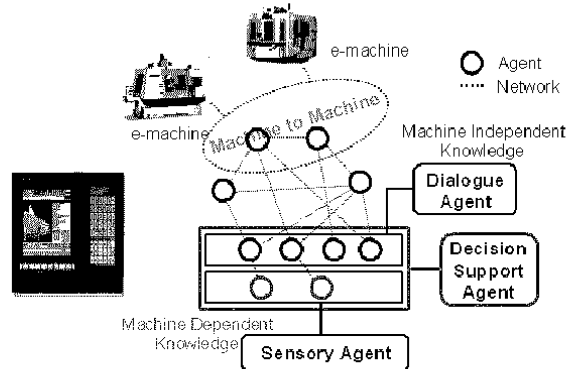 e-machine
Agent
Network
e-machine
Machine to Machine
Machine Independent
Knowledge
Dialogue
Agent
Decision
Support
Agent
Machine Dependent
Knowledge
Sensory Agent